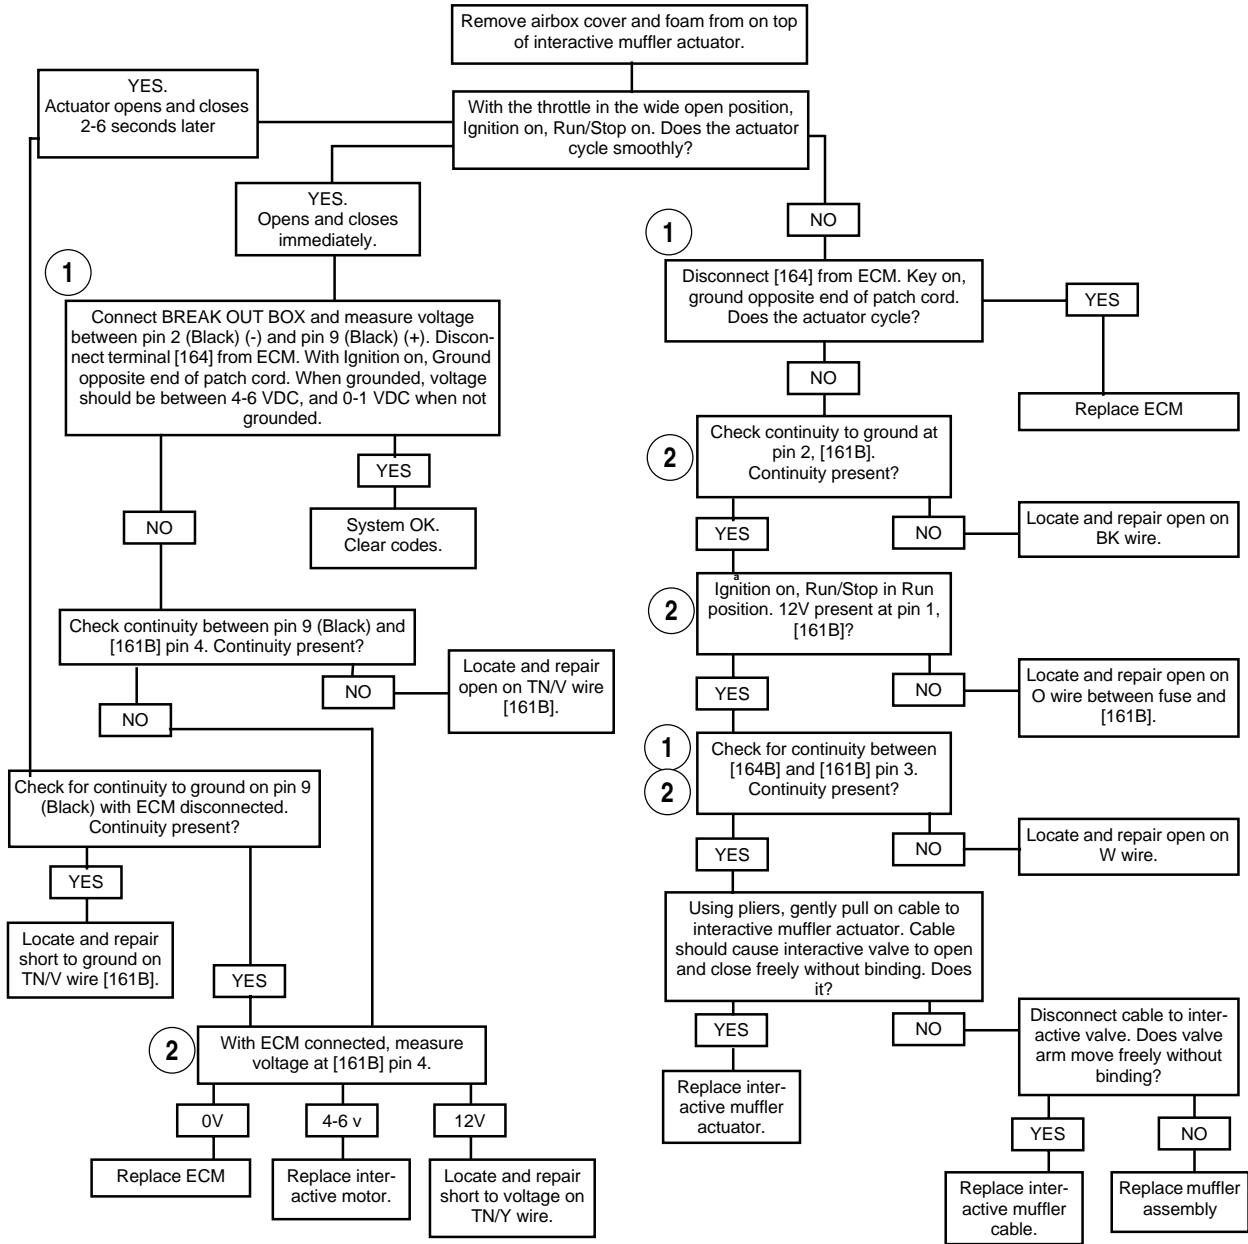 Remove airbox cover and foam from on top
of interactive muffler actuator.
YES.
Actuator opens and closes
2-6 seconds later
With the throttle in the wide open position,
Ignition on, Run/Stop on. Does the actuator
cycle smoothly?
YES.
Opens and closes
immediately.
NO
1
Connect BREAK OUT BOX and measure voltage
between pin 2 (Black) (-) and pin 9 (Black) (+). Discon-
nect terminal [164] from ECM. With Ignition on, Ground
opposite end of patch cord. When grounded, voltage
should be between 4-6 VDC, and 0-1 VDC when not
grounded.
1
Disconnect [164] from ECM. Key on,
ground opposite end of patch cord.
Does the actuator cycle?
YES
Replace ECM
NO
YES
System OK.
Clear codes.
NO
2
Check continuity to ground at
pin 2, [161B].
Continuity present?
YES
NO
Locate and repair open on
BK wire.
a
2
Ignition on, Run/Stop in Run
position. 12V present at pin 1,
[161B]?
Check continuity between pin 9 (Black) and
[161B] pin 4. Continuity present?
NO
Locate and repair
open on TN/V wire
[161B].
NO
YES
NO
Locate and repair open on
O wire between fuse and
[161B].
1
2
Check for continuity between
[164B] and [161B] pin 3.
Continuity present?
Check for continuity to ground on pin 9
(Black) with ECM disconnected.
Continuity present?
YES
NO
Locate and repair open on
W wire.
YES
Locate and repair
short to ground on
TN/V wire [161B].
YES
Using pliers, gently pull on cable to
interactive muffler actuator. Cable
should cause interactive valve to open
and close freely without binding. Does
it?
YES
NO
Disconnect cable to inter-
active valve. Does valve
arm move freely without
binding?
2
With ECM connected, measure
voltage at [161B] pin 4.
Replace inter-
active muffler
actuator.
0V
4-6 v
12V
YES
NO
Replace ECM
Replace inter-
active motor.
Locate and repair
short to voltage on
TN/Y wire.
Replace inter-
active muffler
cable.
Replace muffler
assembly